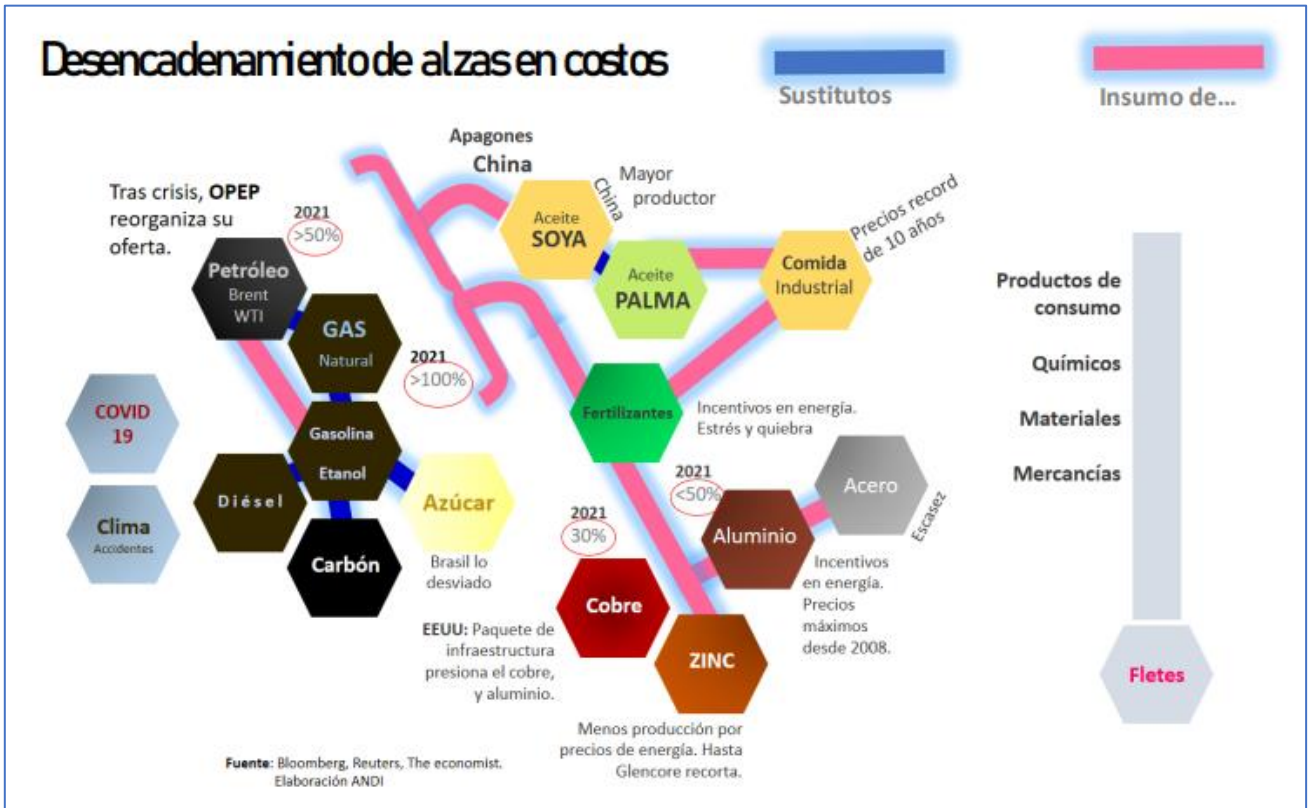 Desencadenamiento de alzas en costos
Sustitutos
Insumo de...
Apagones
China
Tras crisis, OPEP
reorganiza su
oferta.
2021
>50%
Petróleo
Brent
WTI
GAS
Natural
2021
>100%
Gasolina
Etanol
Diésel
Carbón
Azúcar
Brasil lo
desviado
COVID
19
Clima
Accidentes
Aceite
SOYA
China
Mayor
productor
Aceite
PALMA
Comida
Industrial
Precios record
de 10 años
Fertilizantes
Incentivos en energía.
Estrés y quiebra
2021
<50%
Aluminio
Acero
Escasez
Incentivos
en energía.
Precios
máximos
desde 2008.
2021
30%
Cobre
EEUU: Paquete de
infraestructura
presiona el cobre,
y aluminio.
ZINC
Menos producción por
precios de energía. Hasta
Glencore recorta.
Productos de
consumo
Químicos
Materiales
Mercancías
Fletes
Fuente: Bloomberg, Reuters, The economist.
Elaboración ANDI